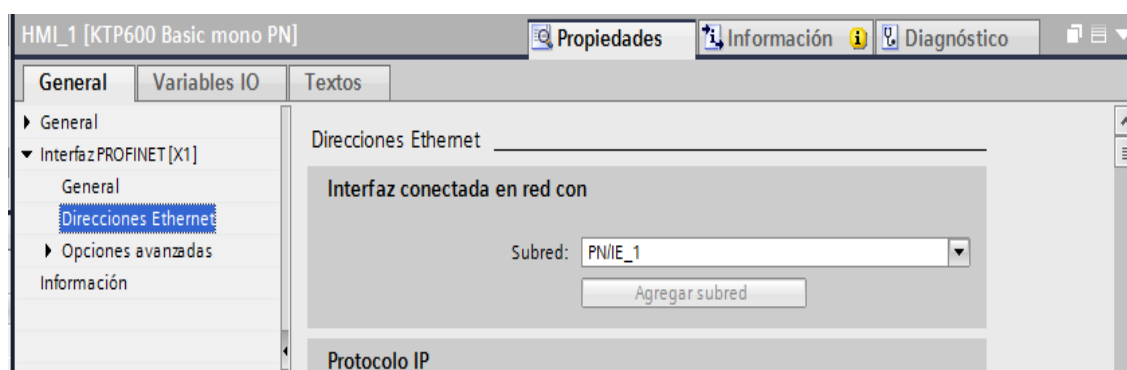 HMI_1 [KTP600 Basic mono PN]
Propiedades
Información
Diagnóstico
General
Variables IO
Textos
General
Interfaz PROFINET [X1]
General
Direcciones Ethernet
Opciones avanzadas
Información
Direcciones Ethernet
Interfaz conectada en red con
Subred: PN/IE_1
Agregar subred
Protocolo IP